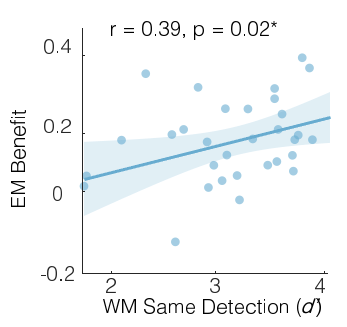 r = 0.39, p = 0.02*
0.4
0.2
0
-0.2
EM Benefit
2
3
4
WM Same Detection (d')